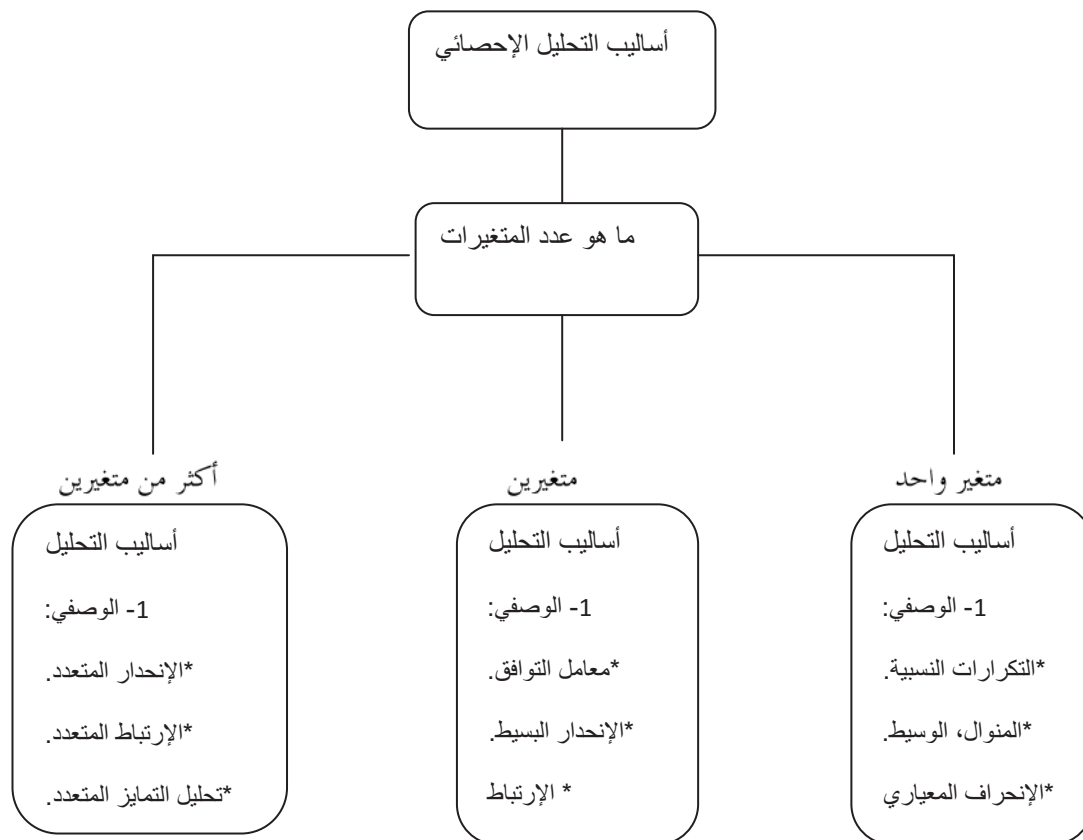 أساليب التحليل الإحصائي
ما هو عدد المتغيرات
متغير واحد
أساليب التحليل
1- الوصفي:
*التكرارات النسبية.
*المنوال، الوسيط.
*الإنحراف المعياري
متغيرين
أساليب التحليل
1- الوصفي:
*معامل التوافق.
*الإنحدار البسيط.
* الإرتباط
أكثر من متغيرين
أساليب التحليل
1- الوصفي:
*الإنحدار المتعدد.
*الإرتباط المتعدد.
*تحليل التمايز المتعدد.